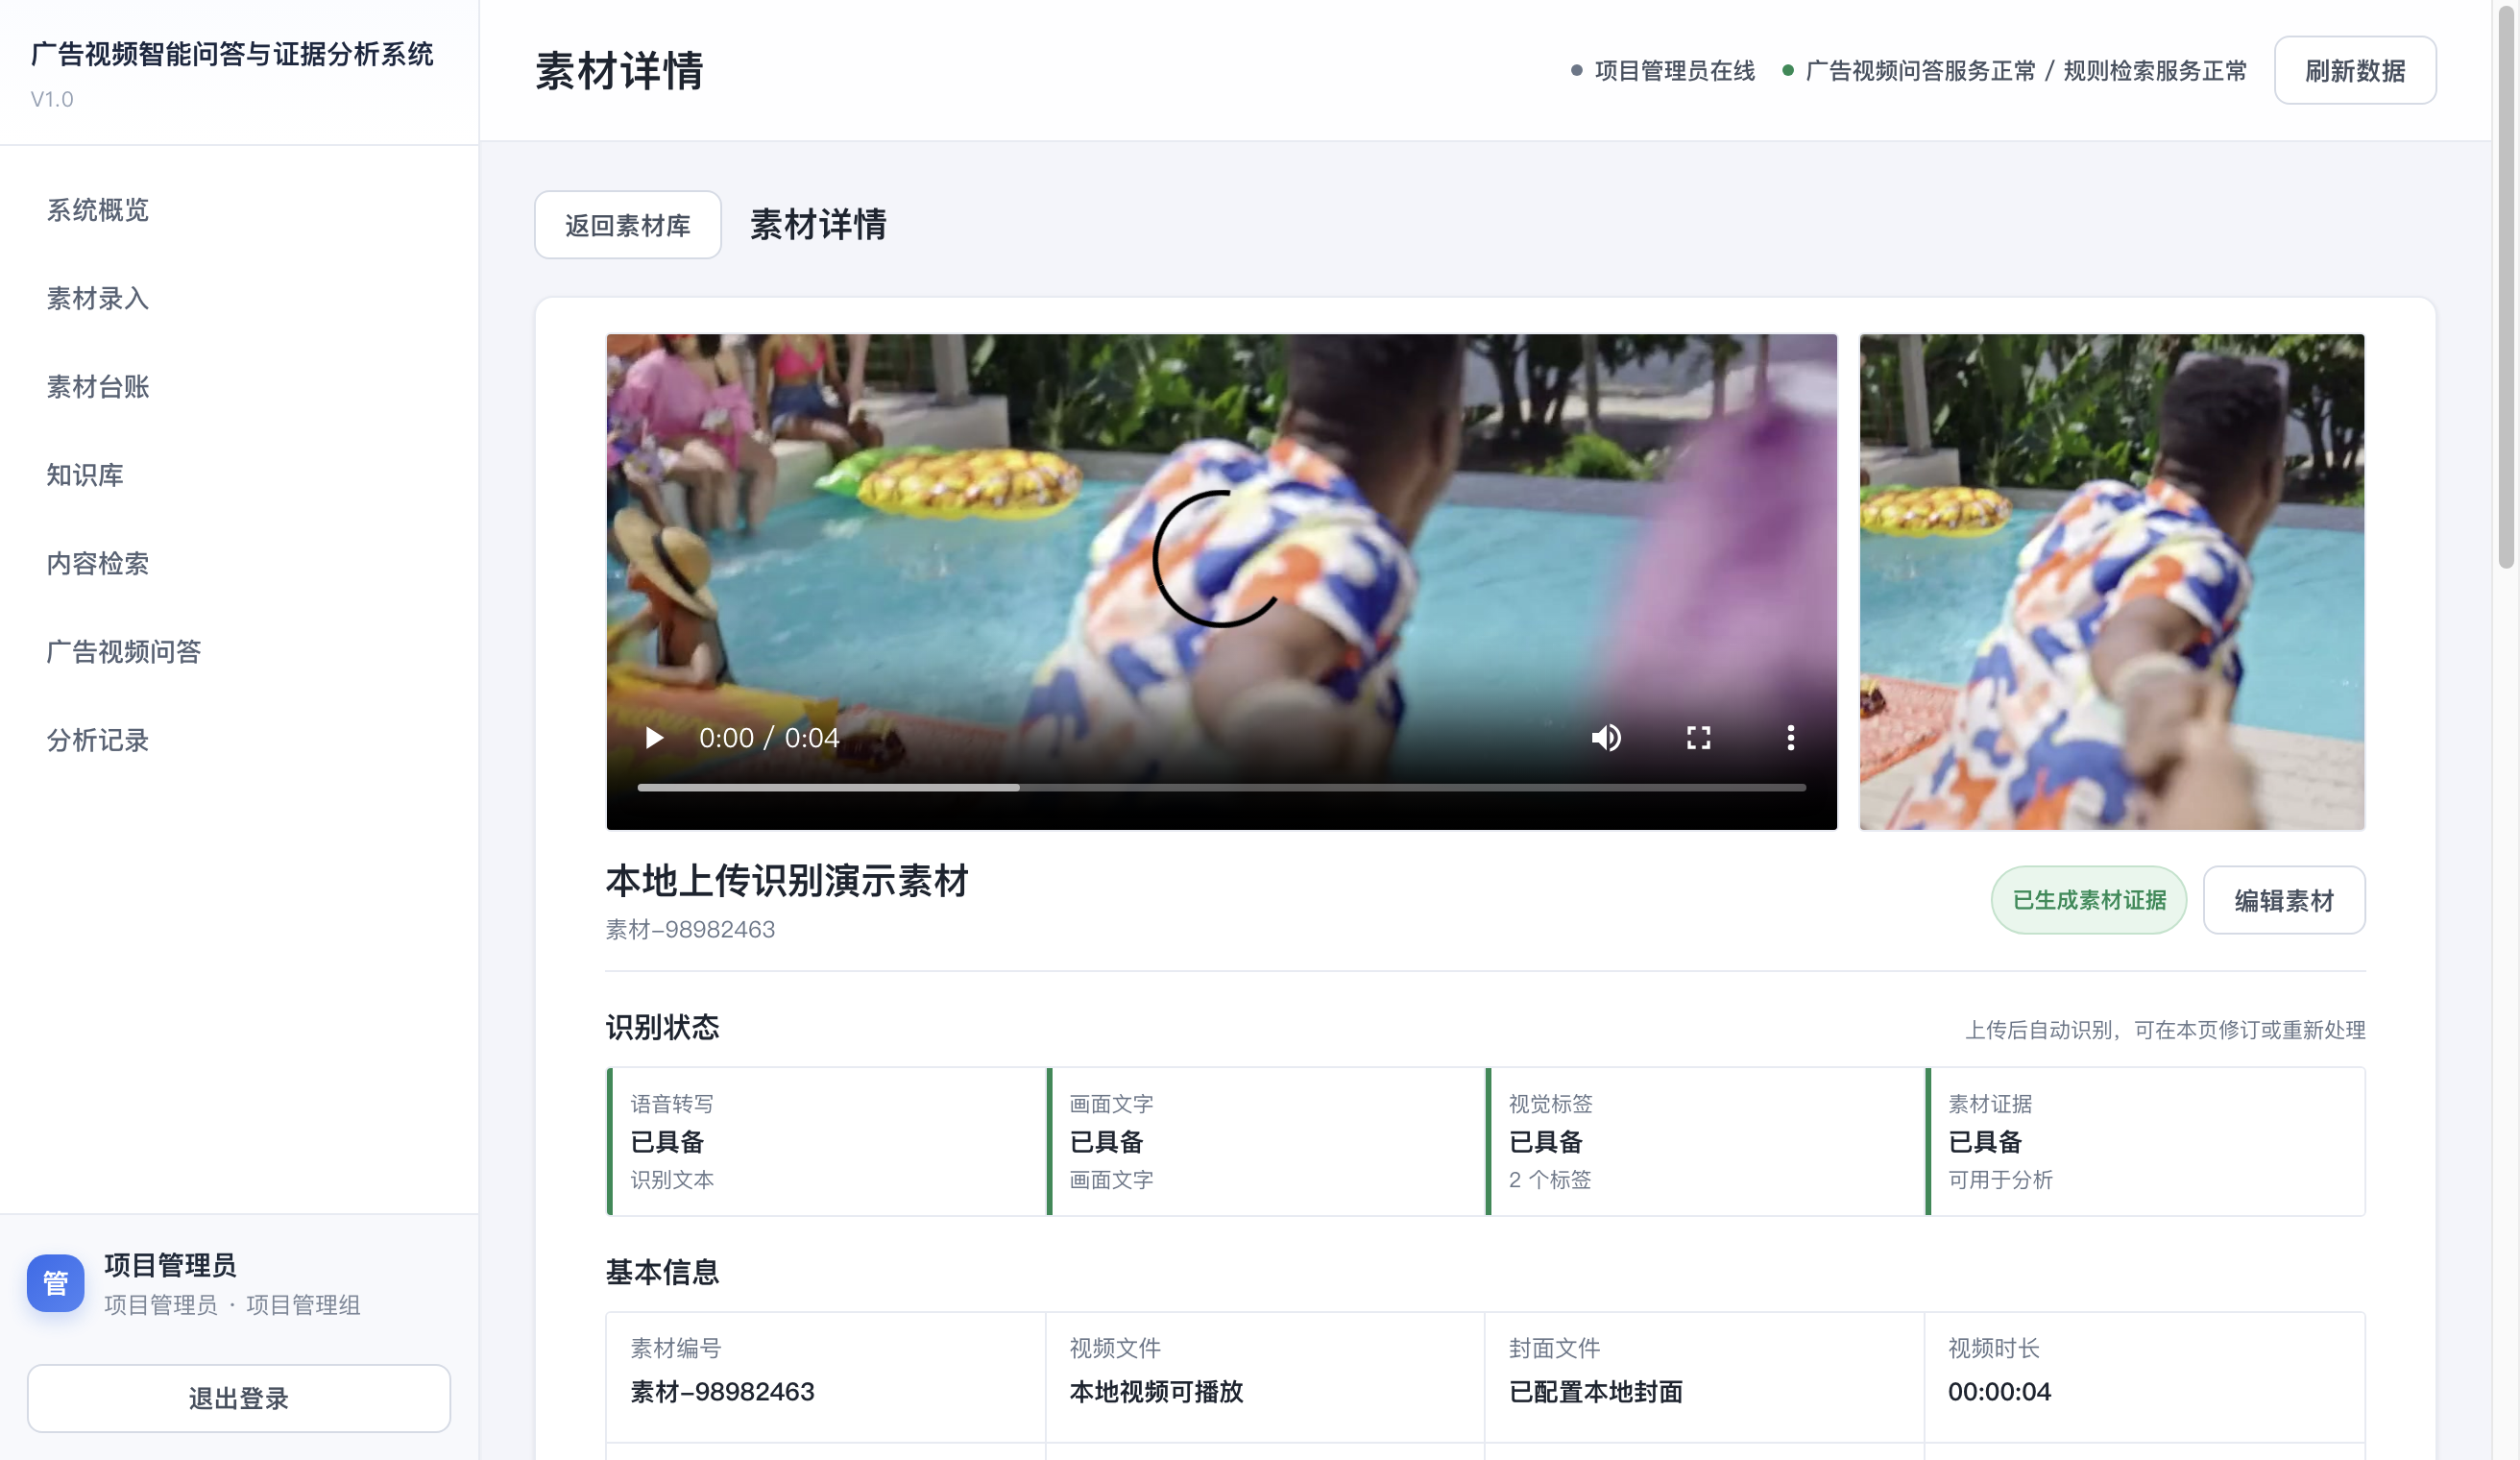 广告视频智能问答与证据分析系统
V1.0
系统概览
素材录入
素材台账
知识库
内容检索
广告视频问答
分析记录
管
项目管理员
项目管理员 · 项目管理组
退出登录
素材详情
项目管理员在线
广告视频问答服务正常 / 规则检索服务正常
刷新数据
返回素材库
素材详情
0:00 / 0:04
本地上传识别演示素材
素材-98982463
已生成素材证据
编辑素材
识别状态
上传后自动识别，可在本页修订或重新处理
语音转写
已具备
识别文本
画面文字
已具备
画面文字
视觉标签
已具备
2 个标签
素材证据
已具备
可用于分析
基本信息
素材编号
素材-98982463
视频文件
本地视频可播放
封面文件
已配置本地封面
视频时长
00:00:04